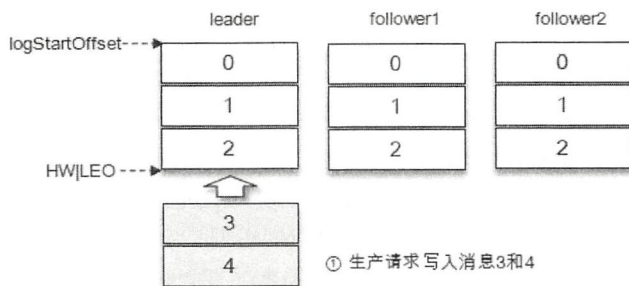 leader follower1 follower2
logStartOffset
0 0 0
1 1 1
2 2 2
HW|LEO
3
4 ① 生产请求写入消息3和4